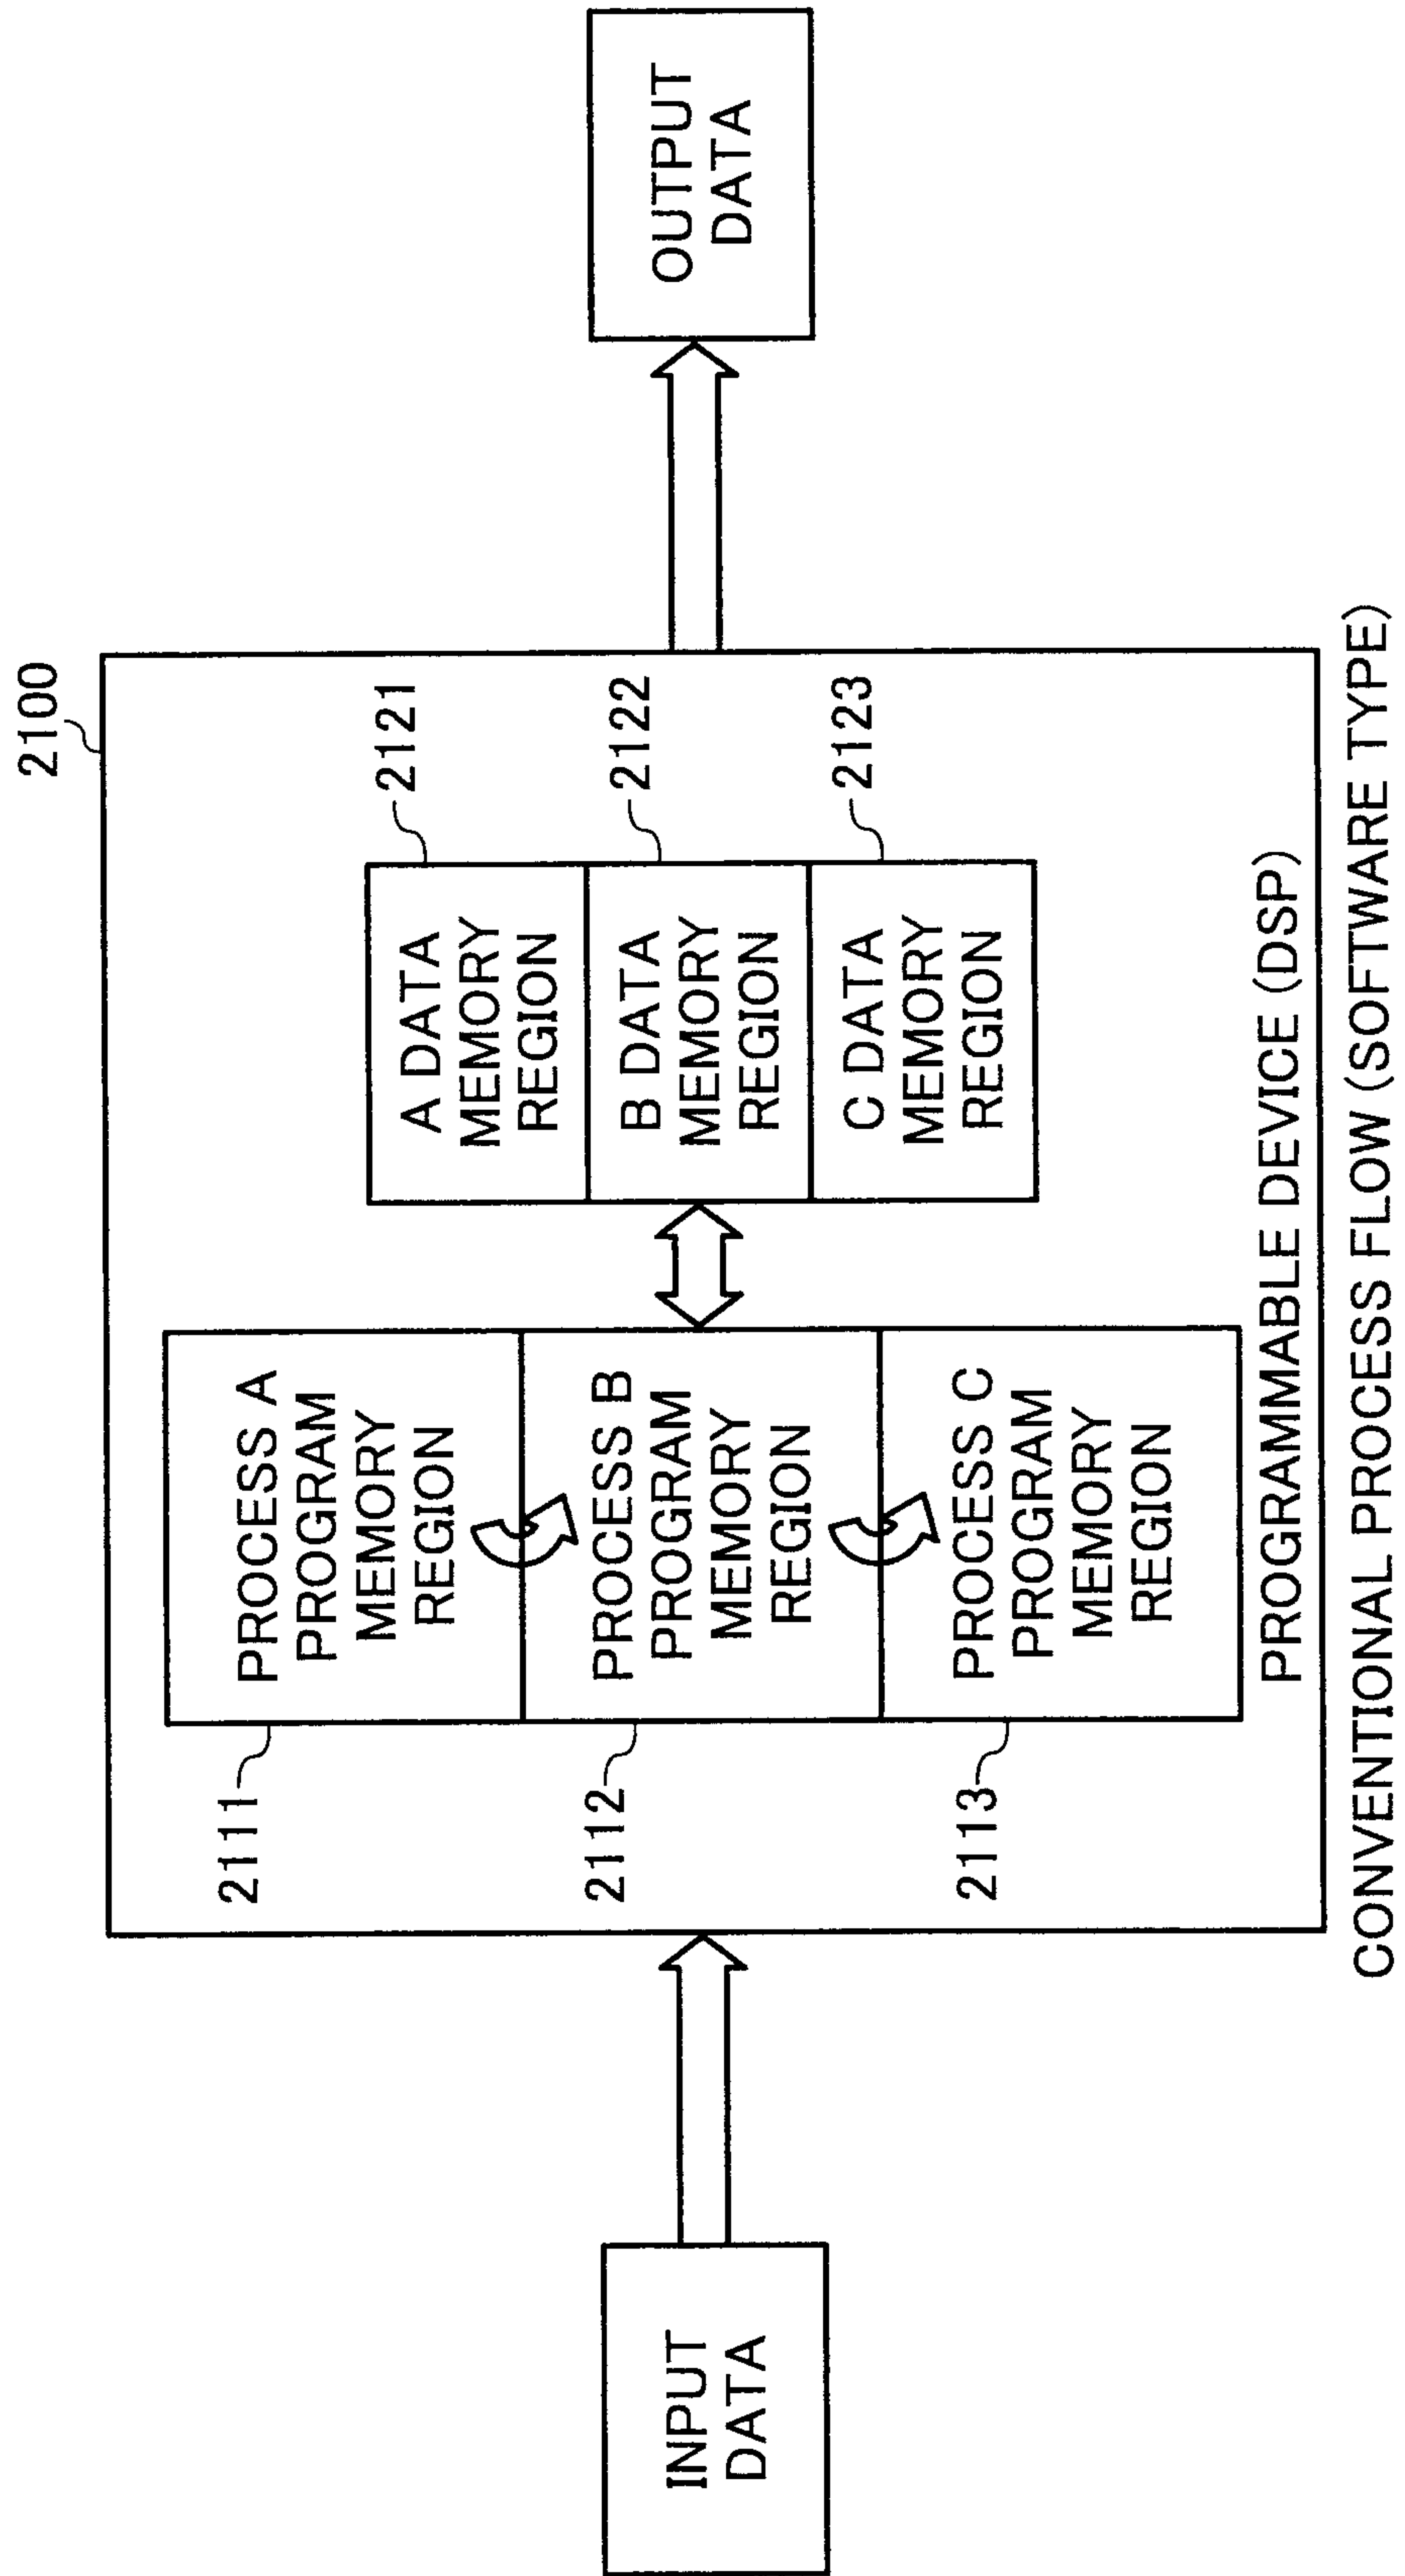 2100
INPUT
DATA
2111
PROCESS A
PROGRAM
MEMORY
REGION
2112
PROCESS B
PROGRAM
MEMORY
REGION
2113
PROCESS C
PROGRAM
MEMORY
REGION
A DATA
MEMORY
REGION
2121
B DATA
MEMORY
REGION
2122
C DATA
MEMORY
REGION
2123
OUTPUT
DATA
PROGRAMMABLE DEVICE (DSP)
CONVENTIONAL PROCESS FLOW (SOFTWARE TYPE)